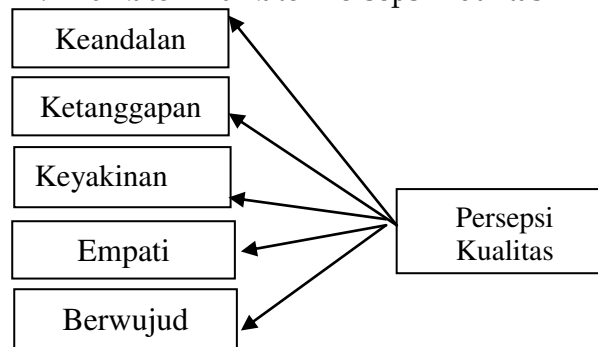 Keandalan
Ketanggapan
Keyakinan
Empati
Berwujud
Persepsi
Kualitas